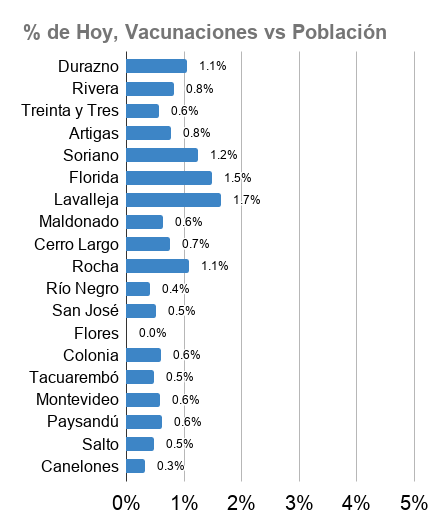 % de Hoy, Vacunaciones vs Población
Durazno 1.1%
Rivera 0.8%
Treinta y Tres 0.6%
Artigas 0.8%
Soriano 1.2%
Florida 1.5%
Lavalleja 1.7%
Maldonado 0.6%
Cerro Largo 0.7%
Rocha 1.1%
Río Negro 0.4%
San José 0.5%
Flores 0.0%
Colonia 0.6%
Tacuarembó 0.5%
Montevideo 0.6%
Paysandú 0.6%
Salto 0.5%
Canelones 0.3%
0% 1% 2% 3% 4% 5%